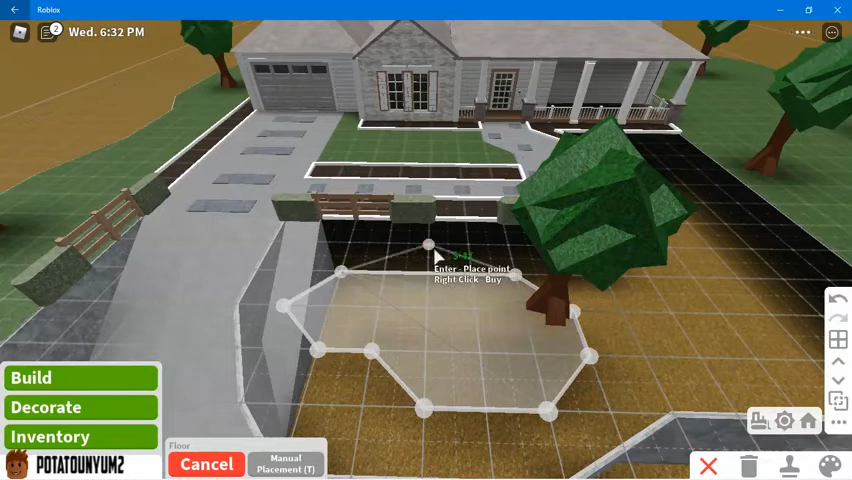 Roblox
2
Wed. 6:32 PM
Enter - Place point
Right Click - Buy
Build
Decorate
Inventory
POTATOUNYUM2
Floor
Cancel
Manual
Placement (T)